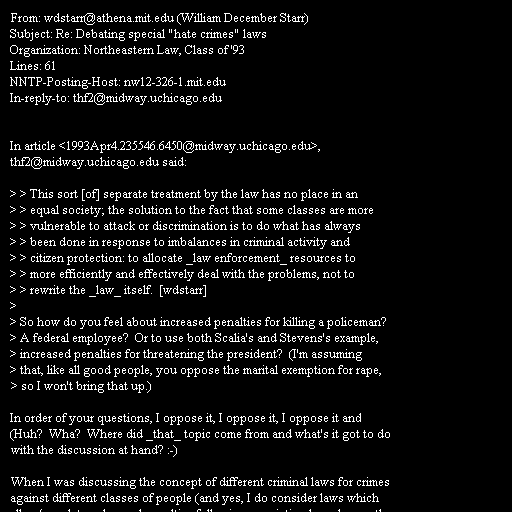 From: wdstarr@athena.mit.edu (William December Starr)
Subject: Re: Debating special "hate crimes" laws
Organization: Northeastern Law, Class of '93
Lines: 61
NNTP-Posting-Host: nw12-326-1.mit.edu
In-reply-to: thf2@midway.uchicago.edu
In article <1993Apr4.235546.6450@midway.uchicago.edu>,
thf2@midway.uchicago.edu said:
> > This sort [of] separate treatment by the law has no place in an
> > equal society; the solution to the fact that some classes are more
> > vulnerable to attack or discrimination is to do what has always
> > been done in response to imbalances in criminal activity and
> > citizen protection: to allocate _law enforcement_ resources to
> > more efficiently and effectively deal with the problems, not to
> > rewrite the _law_ itself.  [wdstarr]
>
> So how do you feel about increased penalties for killing a policeman?
> A federal employee?  Or to use both Scalia's and Stevens's example,
> increased penalties for threatening the president?  (I'm assuming
> that, like all good people, you oppose the marital exemption for rape,
> so I won't bring that up.)
In order of your questions, I oppose it, I oppose it, I oppose it and
(Huh?  Wha?  Where did _that_ topic come from and what's it got to do
with the discussion at hand? :-)
When I was discussing the concept of different criminal laws for crimes
against different classes of people (and yes, I do consider laws which